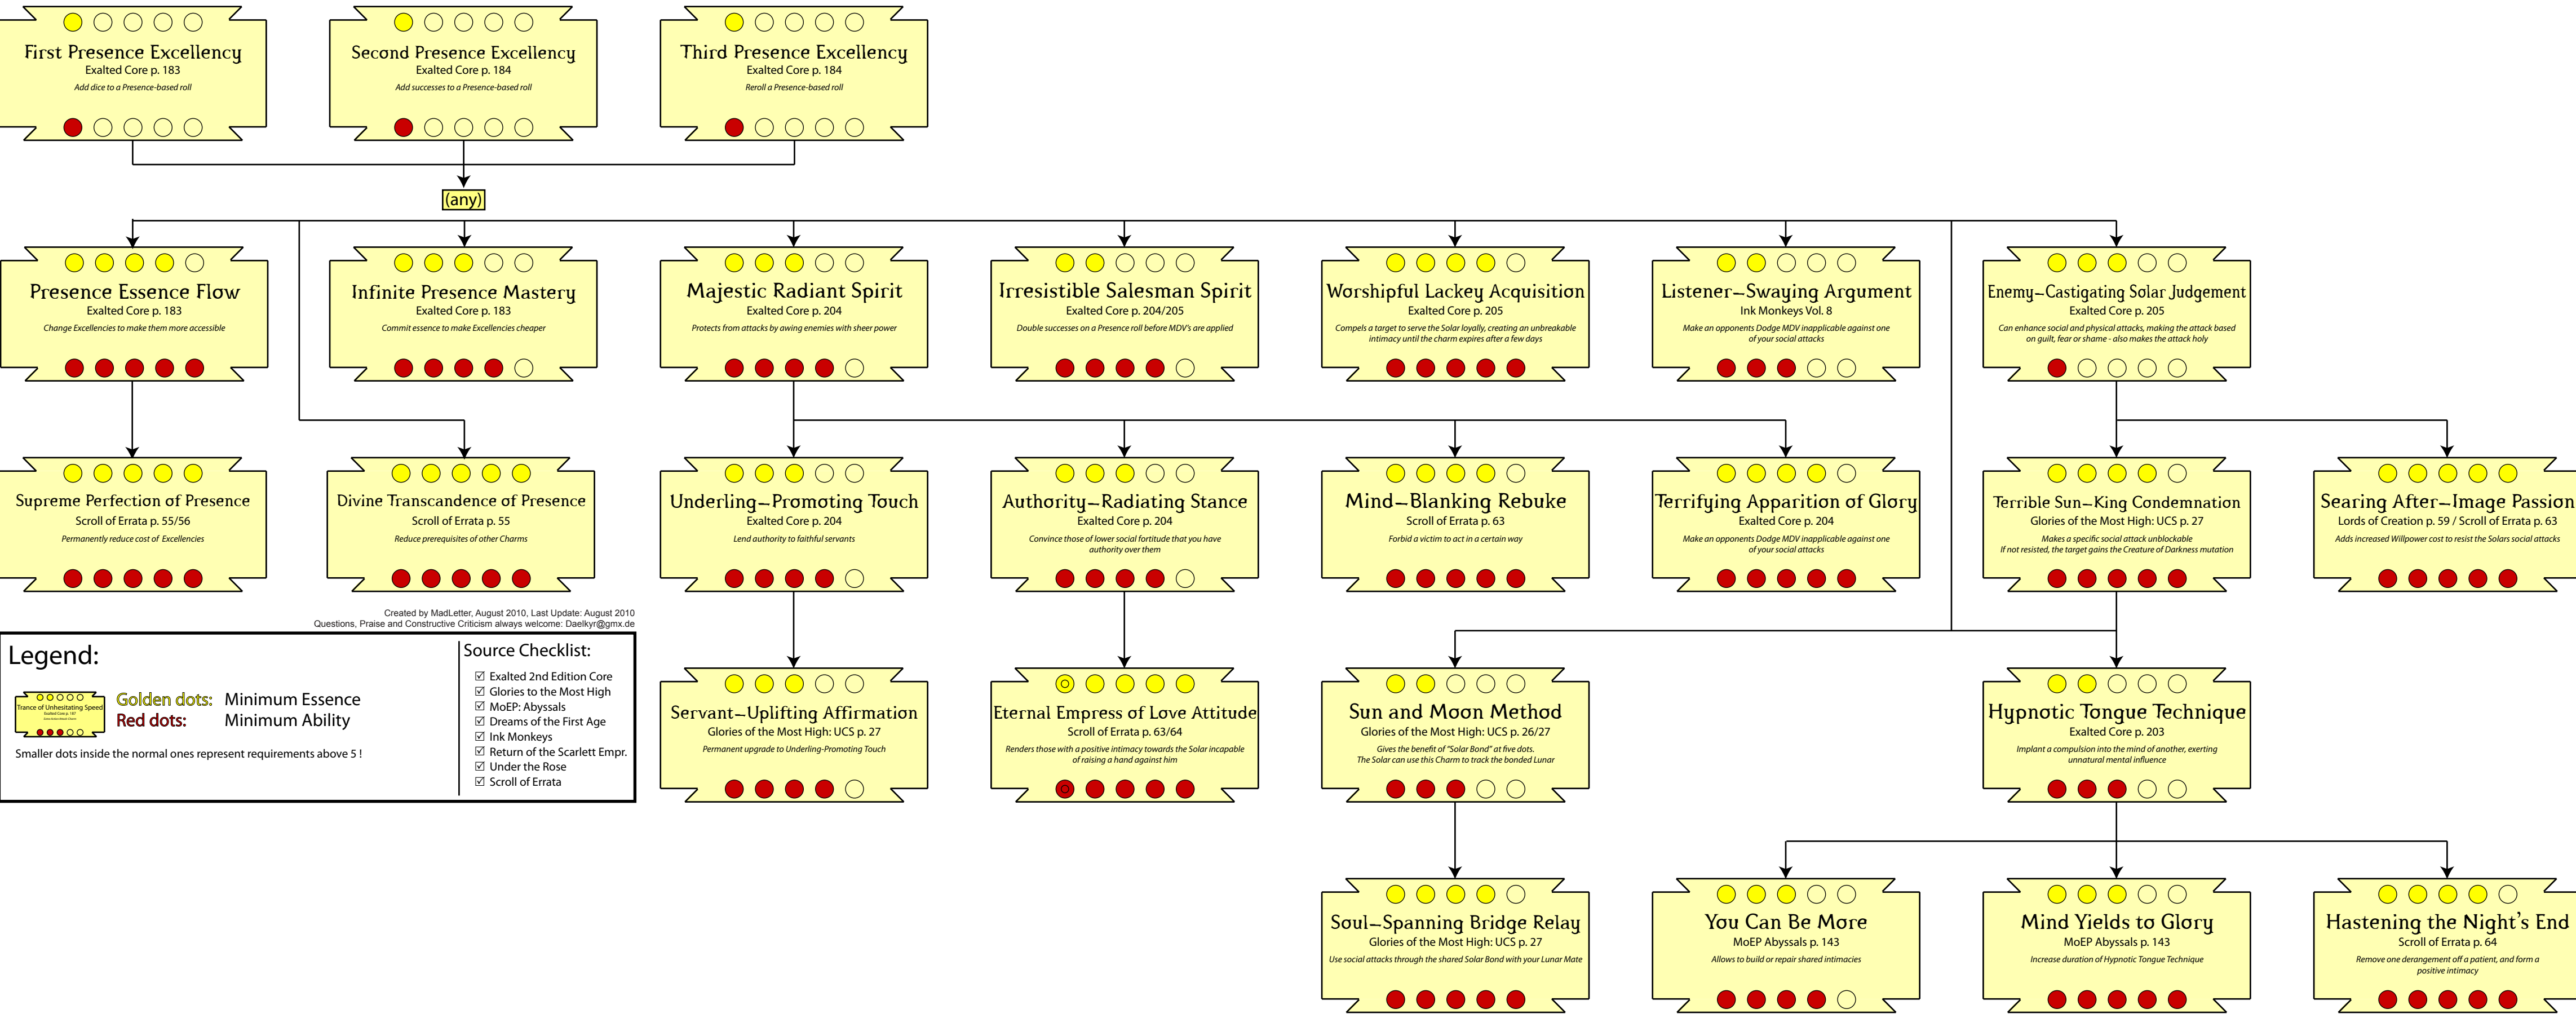 First Presence Excellency
Exalted Core p. 183
Add dice to a Presence-based roll
Second Presence Excellency
Exalted Core p. 184
Add successes to a Presence-based roll
Third Presence Excellency
Exalted Core p. 184
Reroll a Presence-based roll
(any)
Presence Essence Flow
Exalted Core p. 183
Change Excellencies to make them more accessible
Infinite Presence Mastery
Exalted Core p. 183
Commit essence to make Excellencies cheaper
Majestic Radiant Spirit
Exalted Core p. 204
Protects from attacks by awing enemies with sheer power
Irresistible Salesman Spirit
Exalted Core p. 204/205
Double successes on a Presence roll before MDV's are applied
Worshipful Lackey Acquisition
Exalted Core p. 205
Compels a target to serve the Solar loyally, creating an unbreakable
intimacy until the charm expires after a few days
Listener-Swaying Argument
Ink Monkeys Vol. 8
Make an opponents Dodge MDV inapplicable against one
of your social attacks
Enemy-Castigating Solar Judgement
Exalted Core p. 205
Can enhance social and physical attacks, making the attack based
on guilt, fear or shame - also makes the attack holy
Supreme Perfection of Presence
Scroll of Errata p. 55/56
Permanently reduce cost of Excellencies
Divine Transcandence of Presence
Scroll of Errata p. 55
Reduce prerequisites of other Charms
Underling-Promoting Touch
Exalted Core p. 204
Lend authority to faithful servants
Authority-Radiating Stance
Exalted Core p. 204
Convince those of lower social fortitude that you have
authority over them
Mind-Blanking Rebuke
Scroll of Errata p. 63
Forbid a victim to act in a certain way
Terrifying Apparition of Glory
Exalted Core p. 204
Make an opponents Dodge MDV inapplicable against one
of your social attacks
Terrible Sun-King Condemnation
Glories of the Most High: UCS p. 27
Makes a specific social attack unblockable
If not resisted, the target gains the Creature of Darkness mutation
Searing After-Image Passion
Lords of Creation p. 59 / Scroll of Errata p. 63
Adds increased Willpower cost to resist the Solars social attacks
Created by MadLetter, August 2010, Last Update: August 2010
Questions, Praise and Constructive Criticism always welcome: Daelkyr@gmx.de
Legend:
Trance of Unhesitating Speed
Exalted Core p. 187
Golden dots: Minimum Essence
Red dots: Minimum Ability
Smaller dots inside the normal ones represent requirements above 5 !
Source Checklist:
☑ Exalted 2nd Edition Core
☑ Glories to the Most High
☑ MoEP: Abyssals
☑ Dreams of the First Age
☑ Ink Monkeys
☑ Return of the Scarlett Empr.
☑ Under the Rose
☑ Scroll of Errata
Servant-Uplifting Affirmation
Glories of the Most High: UCS p. 27
Permanent upgrade to Underling-Promoting Touch
Eternal Empress of Love Attitude
Scroll of Errata p. 63/64
Renders those with a positive intimacy towards the Solar incapable
of raising a hand against him
Sun and Moon Method
Glories of the Most High: UCS p. 26/27
Gives the benefit of "Solar Bond" at five dots.
The Solar can use this Charm to track the bonded Lunar
Hypnotic Tongue Technique
Exalted Core p. 203
Implant a compulsion into the mind of another, exerting
unnatural mental influence
Soul-Spanning Bridge Relay
Glories of the Most High: UCS p. 27
Use social attacks through the shared Solar Bond with your Lunar Mate
You Can Be More
MoEP Abyssals p. 143
Allows to build or repair shared intimacies
Mind Yields to Glory
MoEP Abyssals p. 143
Increase duration of Hypnotic Tongue Technique
Hastening the Night's End
Scroll of Errata p. 64
Remove one derangement off a patient, and form a
positive intimacy